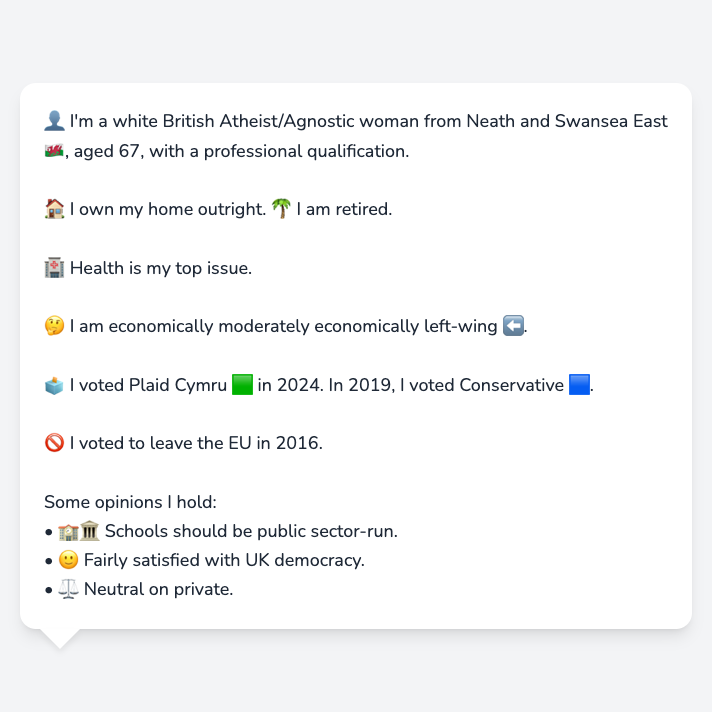 👤 I'm a white British Atheist/Agnostic woman from Neath and Swansea East
🏴󠁧󠁢󠁷󠁬󠁳󠁿, aged 67, with a professional qualification.
🏠 I own my home outright. 🌴 I am retired.
🏥 Health is my top issue.
🤔 I am economically moderately economically left-wing ⬅️.
🗳️ I voted Plaid Cymru 🟩 in 2024. In 2019, I voted Conservative 🟦.
🚫 I voted to leave the EU in 2016.
Some opinions I hold:
• 🏫🏛️ Schools should be public sector-run.
• 🙂 Fairly satisfied with UK democracy.
• ⚖️ Neutral on private.